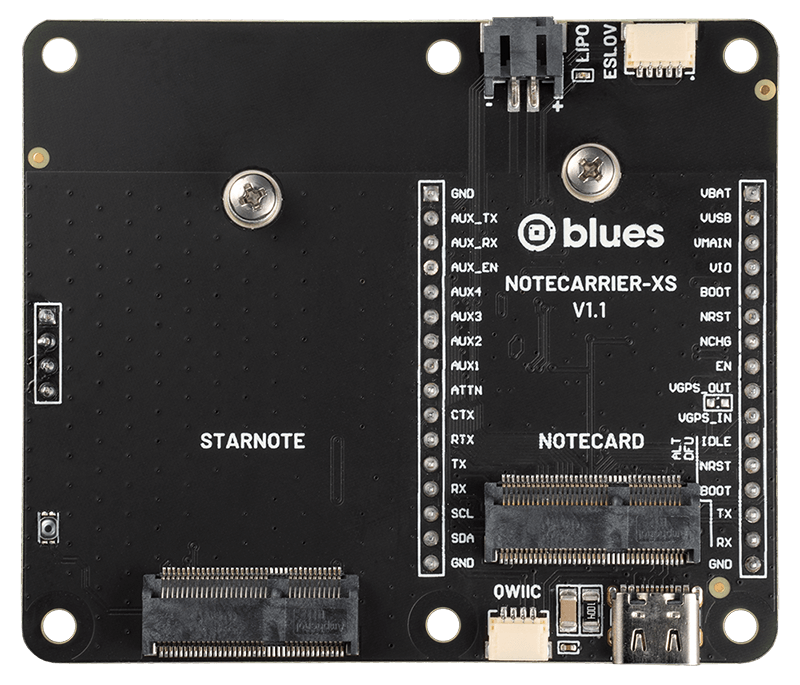 LIPO
ESLOV
- +
GND
AUX_TX
AUX_RX
AUX_EN
AUX4
AUX3
AUX2
AUX1
ATTN
CTX
RTX
TX
RX
SCL
SDA
GND
blues
NOTECARRIER-XS
V1.1
VBAT
VUSB
VMAIN
VIO
BOOT
NRST
NCHG
EN
VGPS_OUT
VGPS_IN
IDLE
NRST
BOOT
TX
RX
GND
ALT
DFU
STARNOTE
NOTECARD
QWIIC